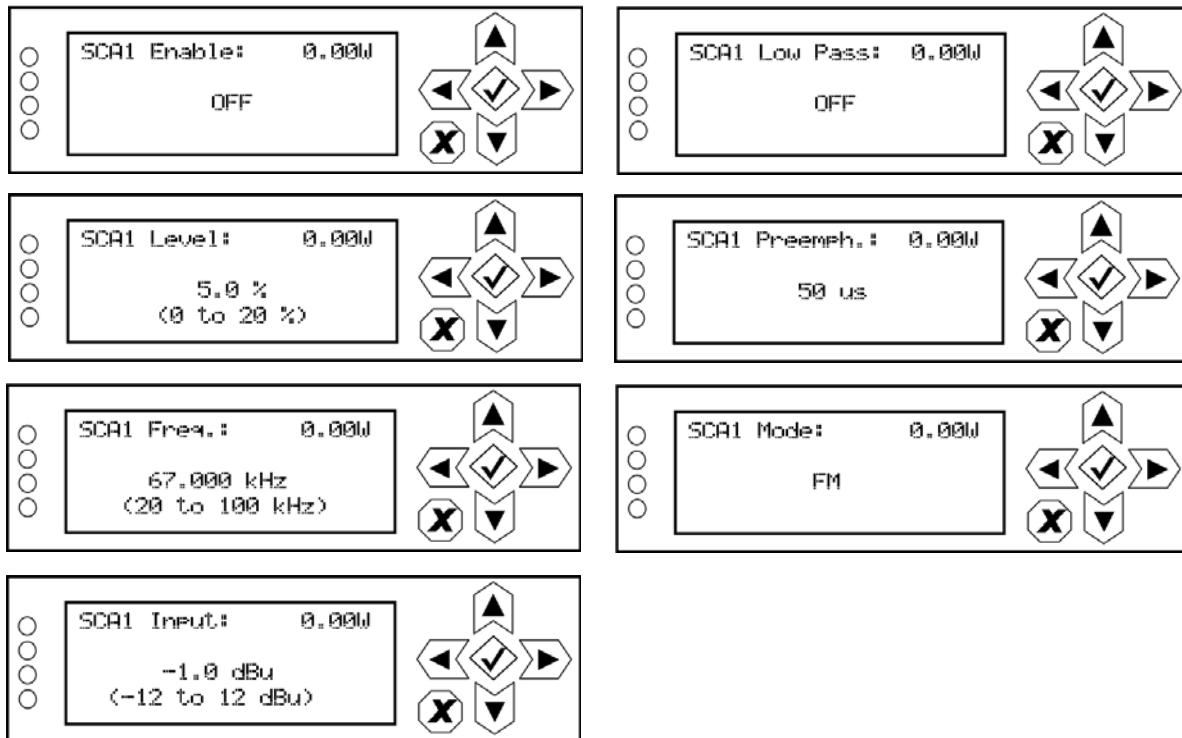 SCA1 Enable: 0.00W
OFF
SCA1 Level: 0.00W
5.0 %
(0 to 20 %)
SCA1 Freq.: 0.00W
67.000 kHz
(20 to 100 kHz)
SCA1 Input: 0.00W
-1.0 dBu
(-12 to 12 dBu)
SCA1 Low Pass: 0.00W
OFF
SCA1 Preemph.: 0.00W
50 us
SCA1 Mode: 0.00W
FM